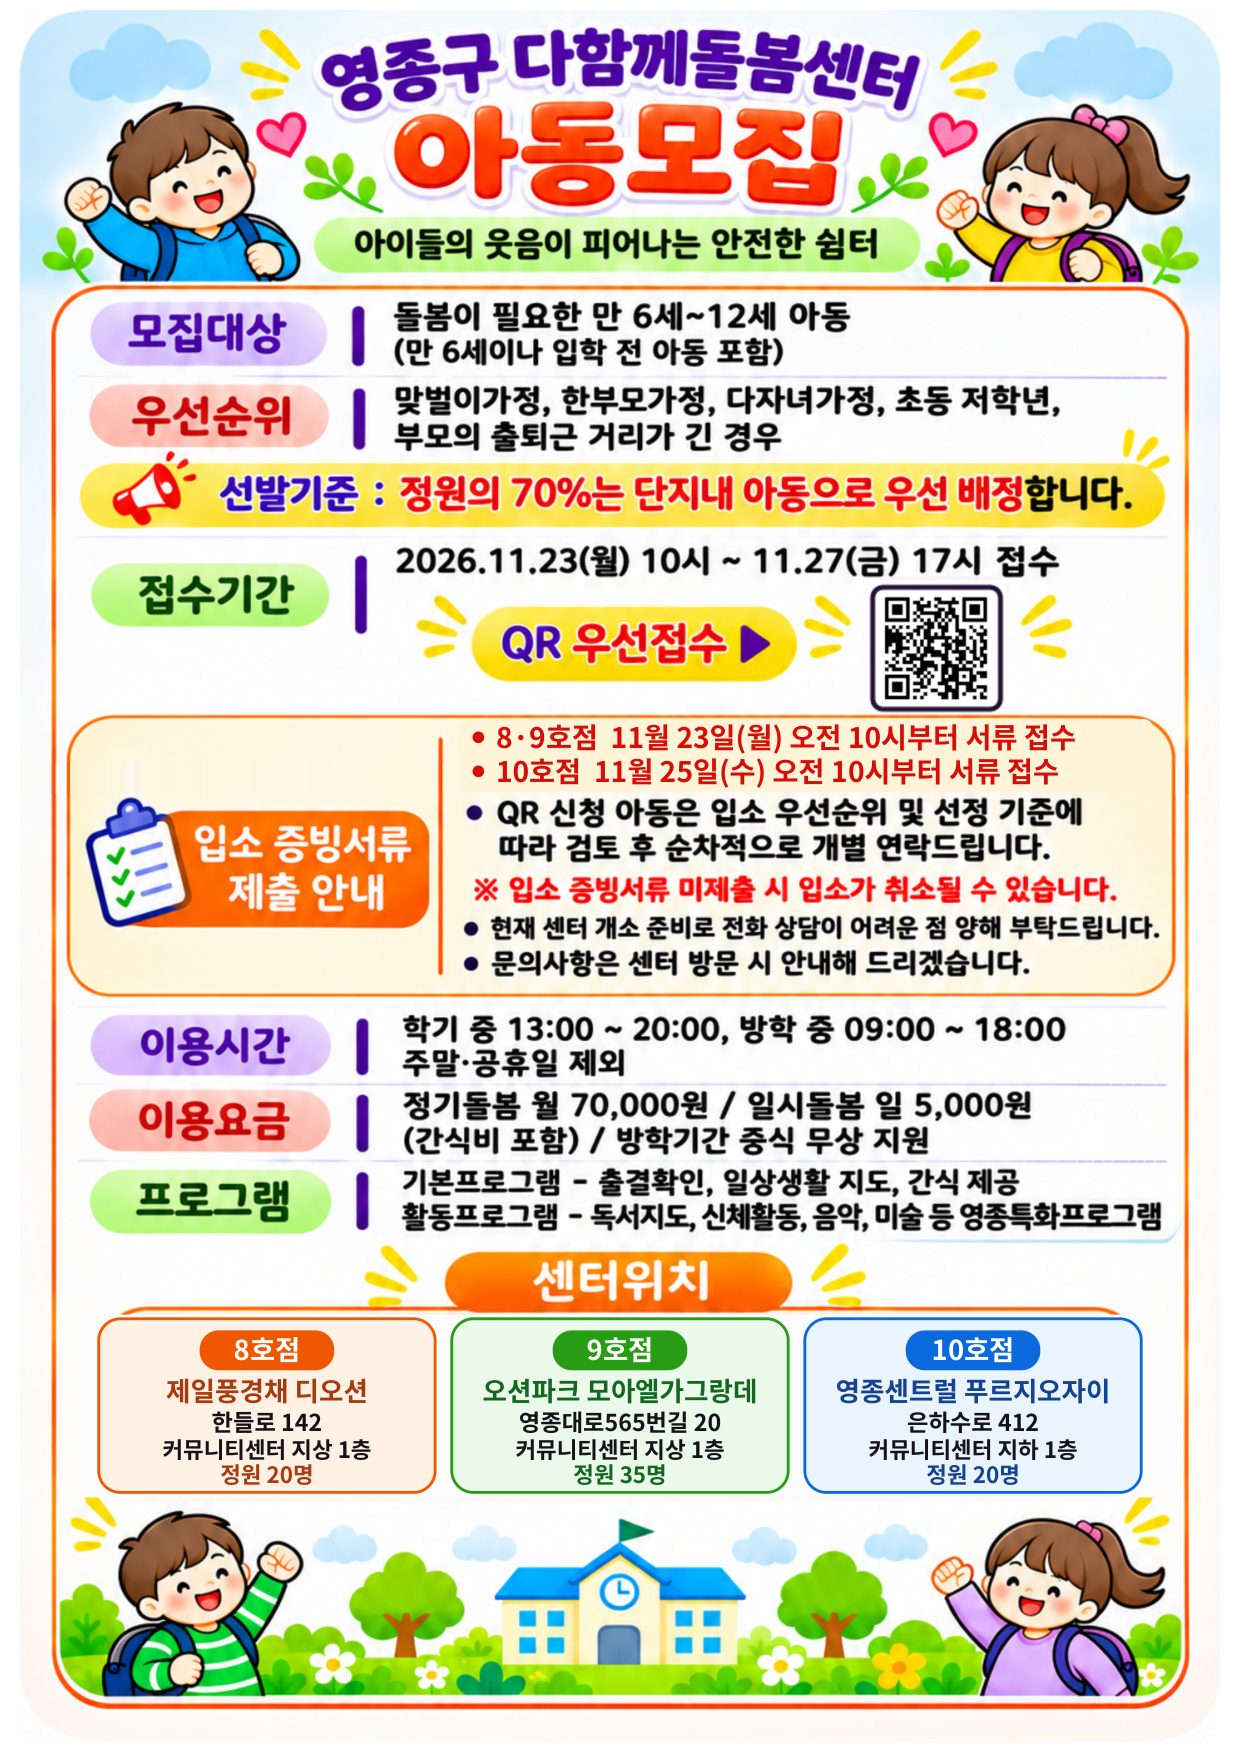 영종구 다함께돌봄센터
아동모집
아이들의 웃음이 피어나는 안전한 쉼터
모집대상
돌봄이 필요한 만 6세~12세 아동
(만 6세이나 입학 전 아동 포함)
우선순위
맞벌이가정, 한부모가정, 다자녀가정, 초동 저학년,
부모의 출퇴근 거리가 긴 경우
선발기준 : 정원의 70%는 단지내 아동으로 우선 배정합니다.
접수기간
2026.11.23(월) 10시 ~ 11.27(금) 17시 접수
QR 우선접수 ▶
입소 증빙서류
제출 안내
• 8·9호점 11월 23일(월) 오전 10시부터 서류 접수
• 10호점 11월 25일(수) 오전 10시부터 서류 접수
• QR 신청 아동은 입소 우선순위 및 선정 기준에
따라 검토 후 순차적으로 개별 연락드립니다.
※ 입소 증빙서류 미제출 시 입소가 취소될 수 있습니다.
• 현재 센터 개소 준비로 전화 상담이 어려운 점 양해 부탁드립니다.
• 문의사항은 센터 방문 시 안내해 드리겠습니다.
이용시간
학기 중 13:00 ~ 20:00, 방학 중 09:00 ~ 18:00
주말·공휴일 제외
이용요금
정기돌봄 월 70,000원 / 일시돌봄 일 5,000원
(간식비 포함) / 방학기간 중식 무상 지원
프로그램
기본프로그램 - 출결확인, 일상생활 지도, 간식 제공
활동프로그램 - 독서지도, 신체활동, 음악, 미술 등 영종특화프로그램
센터위치
8호점
제일풍경채 디오션
한들로 142
커뮤니티센터 지상 1층
정원 20명
9호점
오션파크 모아엘가그랑데
영종대로565번길 20
커뮤니티센터 지상 1층
정원 35명
10호점
영종센트럴 푸르지오자이
은하수로 412
커뮤니티센터 지하 1층
정원 20명